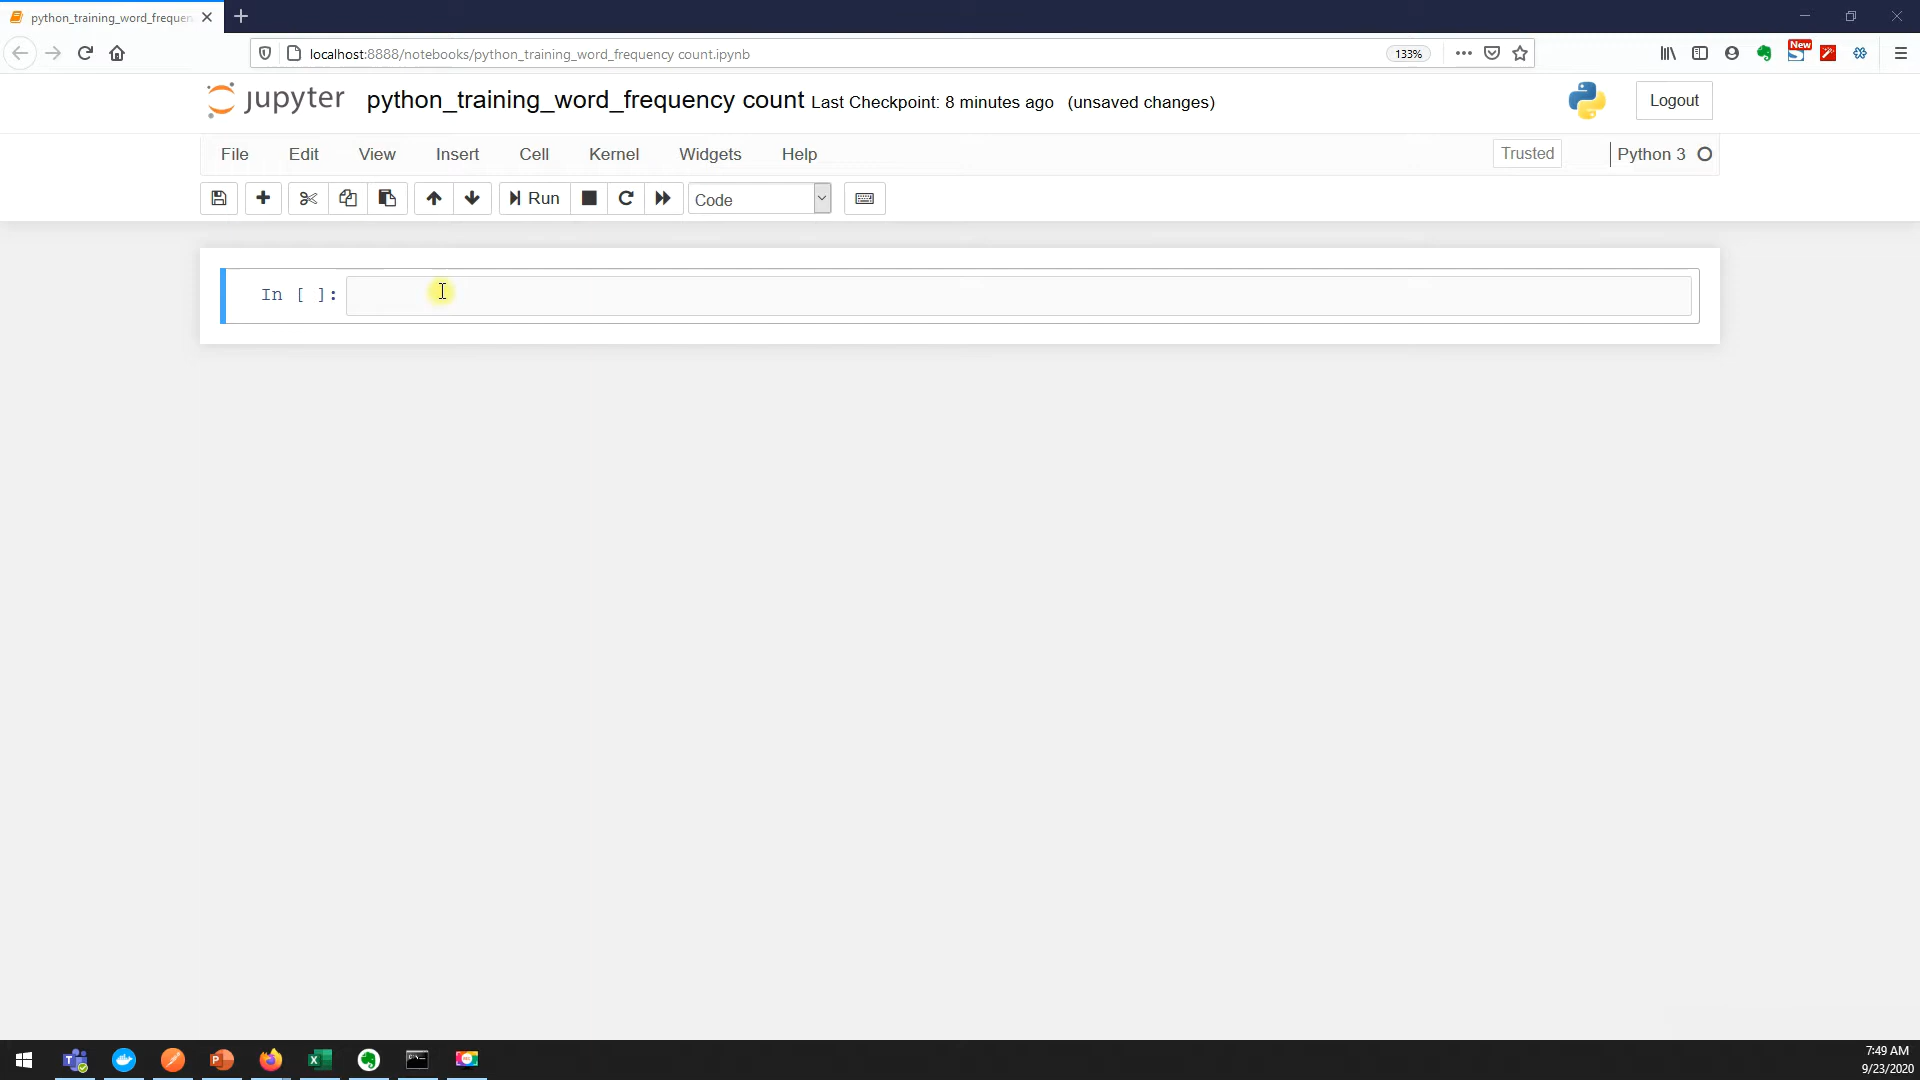 python_training_word_frequen
localhost:8888/notebooks/python_training_word_frequency count.ipynb
133%
New
jupyter
python_training_word_frequency count Last Checkpoint: 8 minutes ago (unsaved changes)
Logout
File Edit View Insert Cell Kernel Widgets Help
Trusted
Python 3
Run
Code
In [ ]:
7:49 AM
9/23/2020